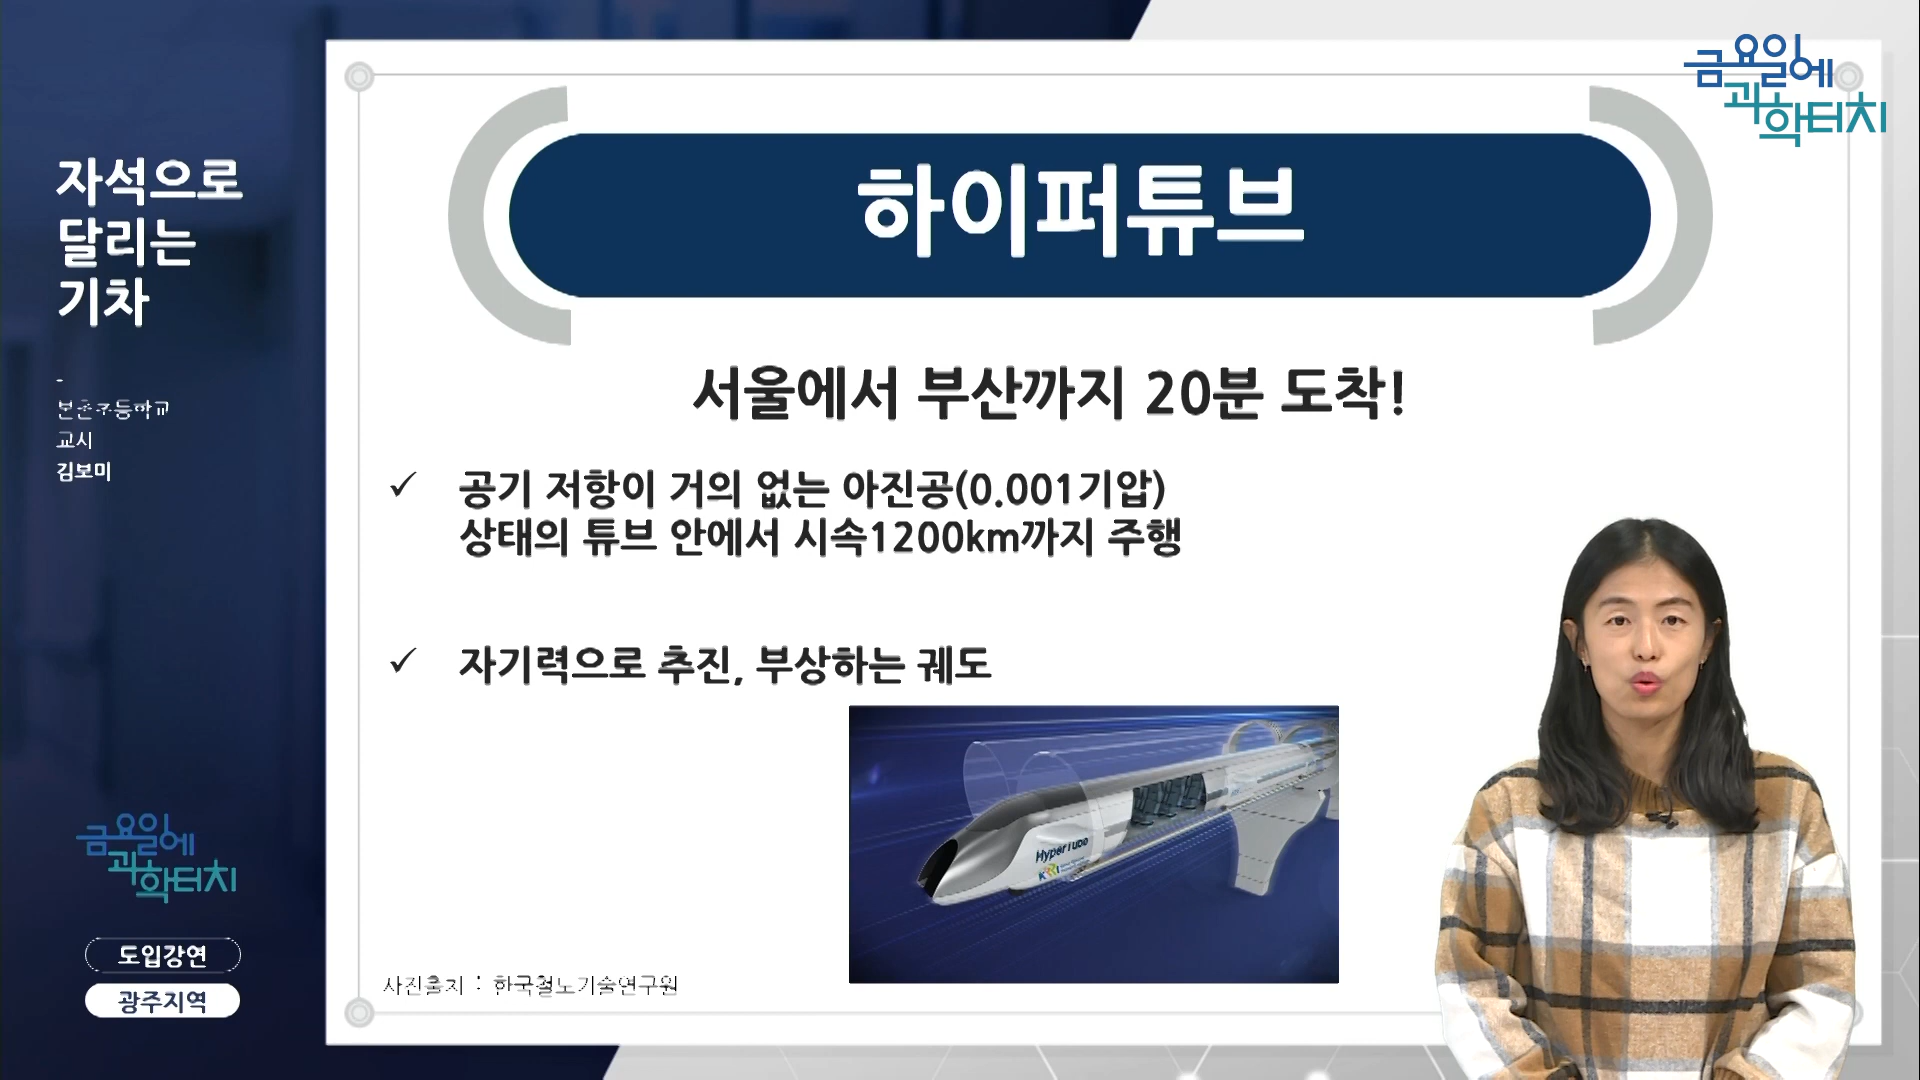 자석으로
달리는
기차
-
교사
김보미
금요일에
과학터치
도입강연
광주지역
금요일에
과학터치
하이퍼튜브
서울에서 부산까지 20분 도착!
✓ 공기 저항이 거의 없는 아진공(0.001기압)
상태의 튜브 안에서 시속1200km까지 주행
✓ 자기력으로 추진, 부상하는 궤도
HyperTube
KRRI
사진출처 : 한국철도기술연구원